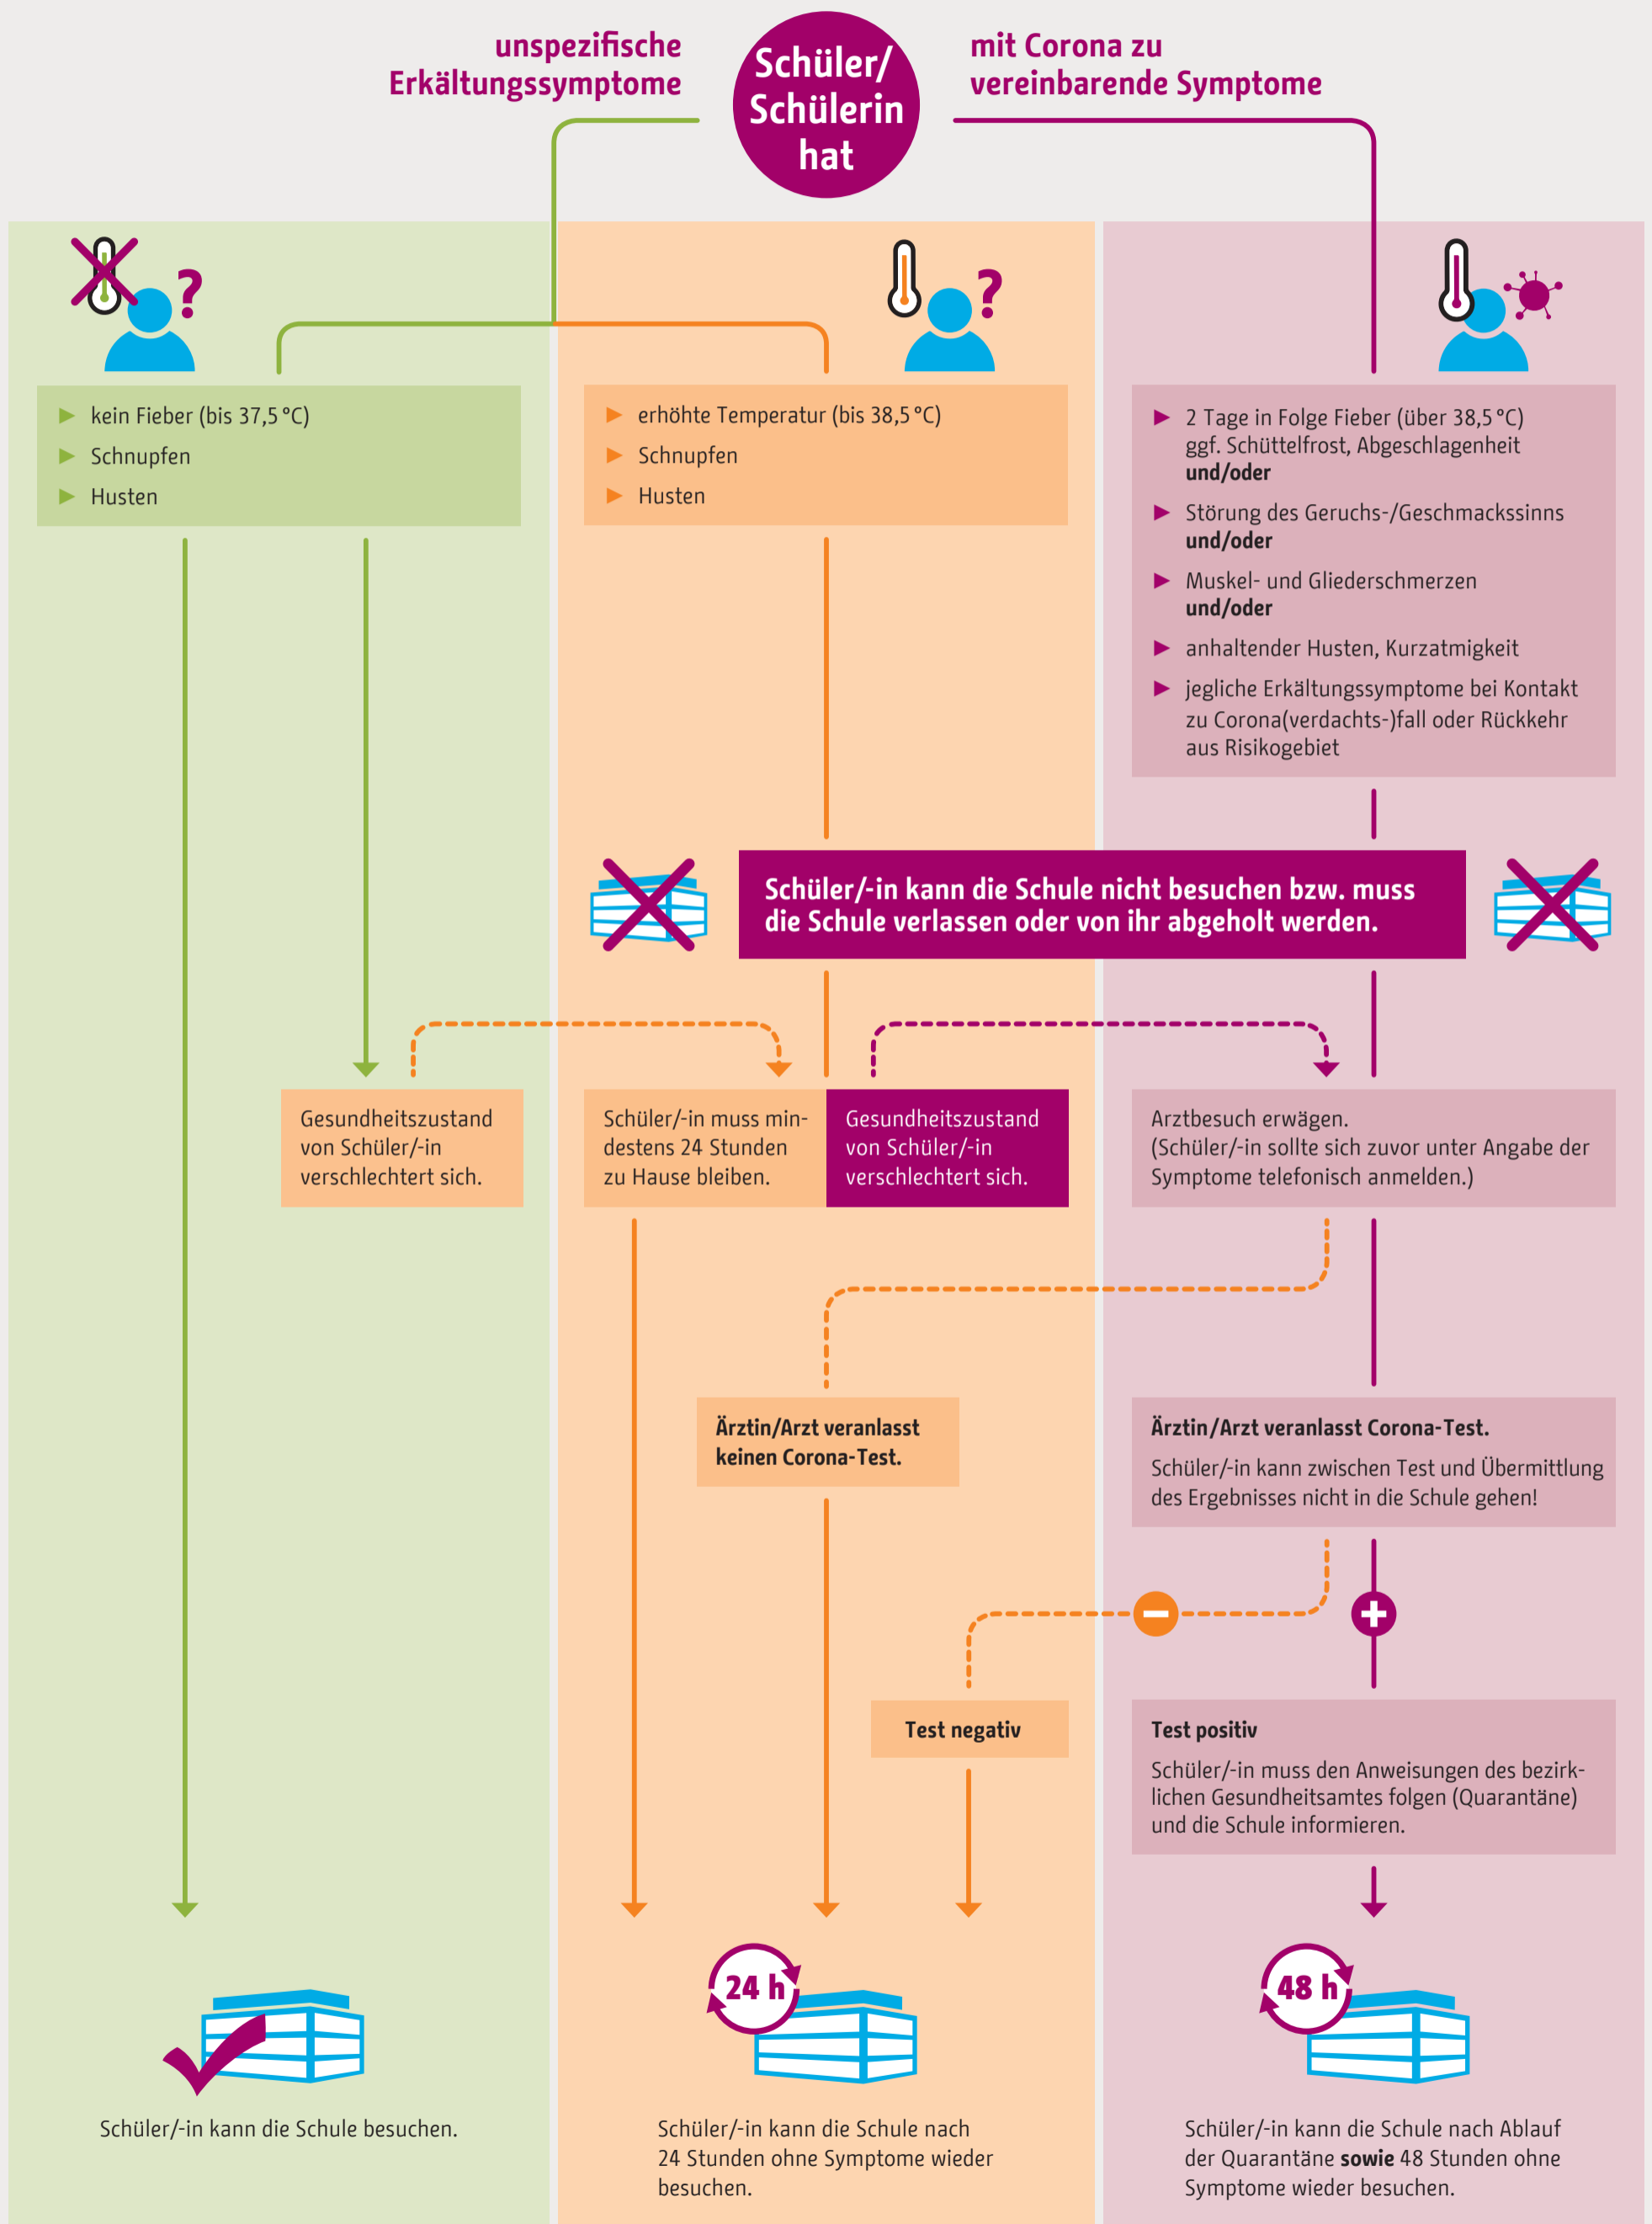 unspezifische
Erkältungssymptome
Schüler/
Schülerin
hat
mit Corona zu
vereinbarende Symptome
?
?
kein Fieber (bis 37,5 °C)
Schnupfen
Husten
erhöhte Temperatur (bis 38,5 °C)
Schnupfen
Husten
2 Tage in Folge Fieber (über 38,5 °C)
ggf. Schüttelfrost, Abgeschlagenheit
und/oder
Störung des Geruchs-/Geschmackssinns
und/oder
Muskel- und Gliederschmerzen
und/oder
anhaltender Husten, Kurzatmigkeit
jegliche Erkältungssymptome bei Kontakt
zu Corona(verdachts-)fall oder Rückkehr
aus Risikogebiet
Schüler/-in kann die Schule nicht besuchen bzw. muss
die Schule verlassen oder von ihr abgeholt werden.
Gesundheitszustand
von Schüler/-in
verschlechtert sich.
Schüler/-in muss min-
destens 24 Stunden
zu Hause bleiben.
Gesundheitszustand
von Schüler/-in
verschlechtert sich.
Arztbesuch erwägen.
(Schüler/-in sollte sich zuvor unter Angabe der
Symptome telefonisch anmelden.)
Ärztin/Arzt veranlasst
keinen Corona-Test.
Ärztin/Arzt veranlasst Corona-Test.
Schüler/-in kann zwischen Test und Übermittlung
des Ergebnisses nicht in die Schule gehen!
Test negativ
Test positiv
Schüler/-in muss den Anweisungen des bezirk-
lichen Gesundheitsamtes folgen (Quarantäne)
und die Schule informieren.
24 h
48 h
Schüler/-in kann die Schule besuchen.
Schüler/-in kann die Schule nach
24 Stunden ohne Symptome wieder
besuchen.
Schüler/-in kann die Schule nach Ablauf
der Quarantäne sowie 48 Stunden ohne
Symptome wieder besuchen.